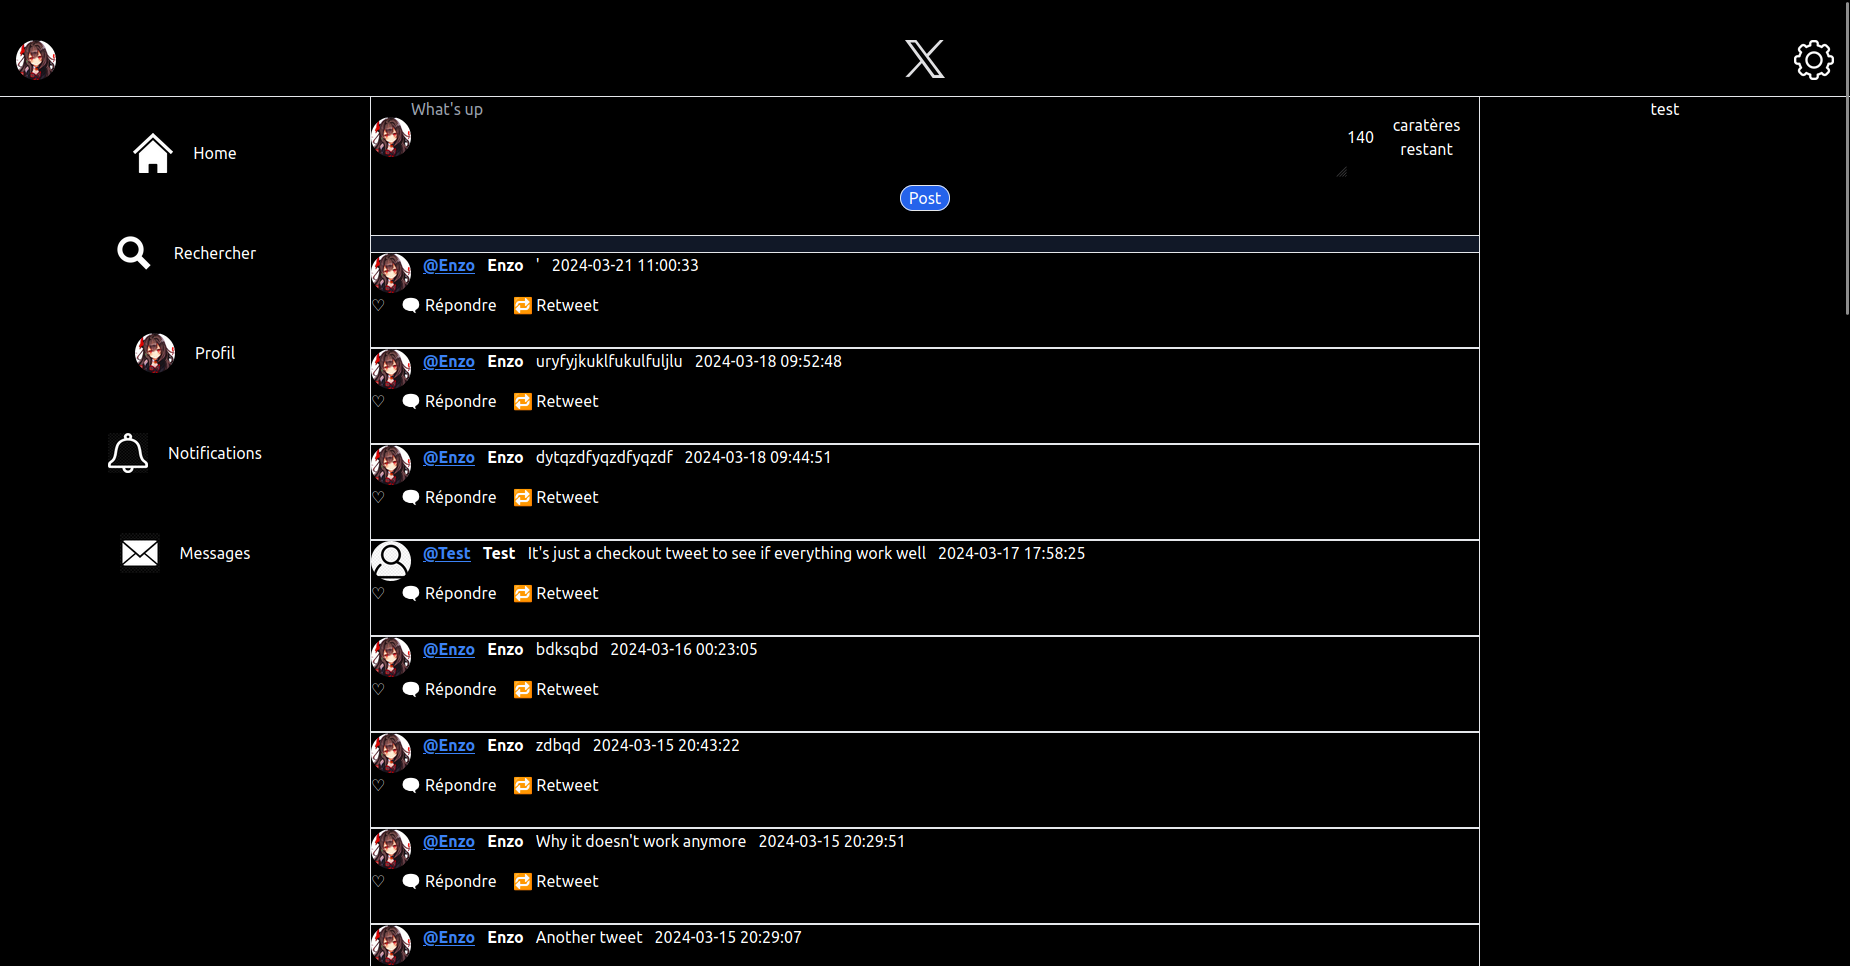 What's up
140
caratères
restant
test
Home
Rechercher
Profil
Notifications
Messages
Post
@Enzo Enzo ' 2024-03-21 11:00:33
♡ 🗨 Répondre 🔁 Retweet
@Enzo Enzo uryfyjkuklfukulfuljlu 2024-03-18 09:52:48
♡ 🗨 Répondre 🔁 Retweet
@Enzo Enzo dytqzdfyqzdfyqzdf 2024-03-18 09:44:51
♡ 🗨 Répondre 🔁 Retweet
@Test Test It's just a checkout tweet to see if everything work well 2024-03-17 17:58:25
♡ 🗨 Répondre 🔁 Retweet
@Enzo Enzo bdksqbd 2024-03-16 00:23:05
♡ 🗨 Répondre 🔁 Retweet
@Enzo Enzo zdbqd 2024-03-15 20:43:22
♡ 🗨 Répondre 🔁 Retweet
@Enzo Enzo Why it doesn't work anymore 2024-03-15 20:29:51
♡ 🗨 Répondre 🔁 Retweet
@Enzo Enzo Another tweet 2024-03-15 20:29:07